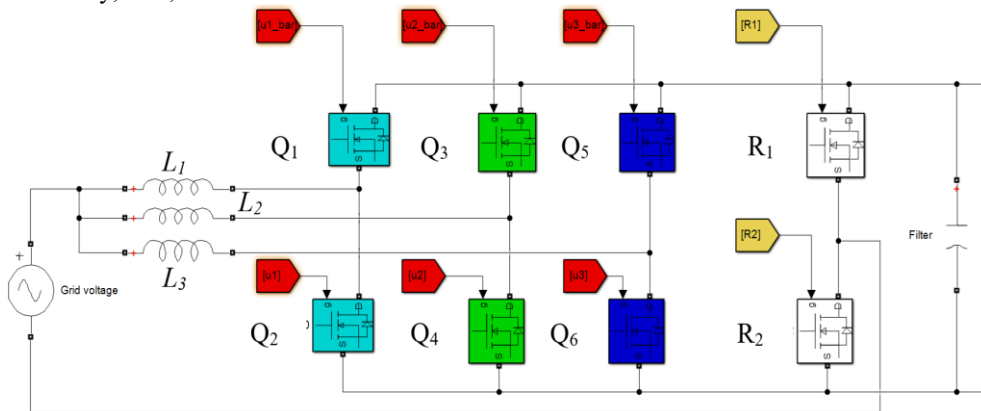 [u1_bar]
[u2_bar]
[u3_bar]
[R1]
g D S
g D S
g D S
g D S
Q1
Q3
Q5
R1
L1
L2
L3
+
Grid voltage
[u1]
[u2]
[u3]
[R2]
Filter
+
g D S
g D S
g D S
g D S
Q2
Q4
Q6
R2